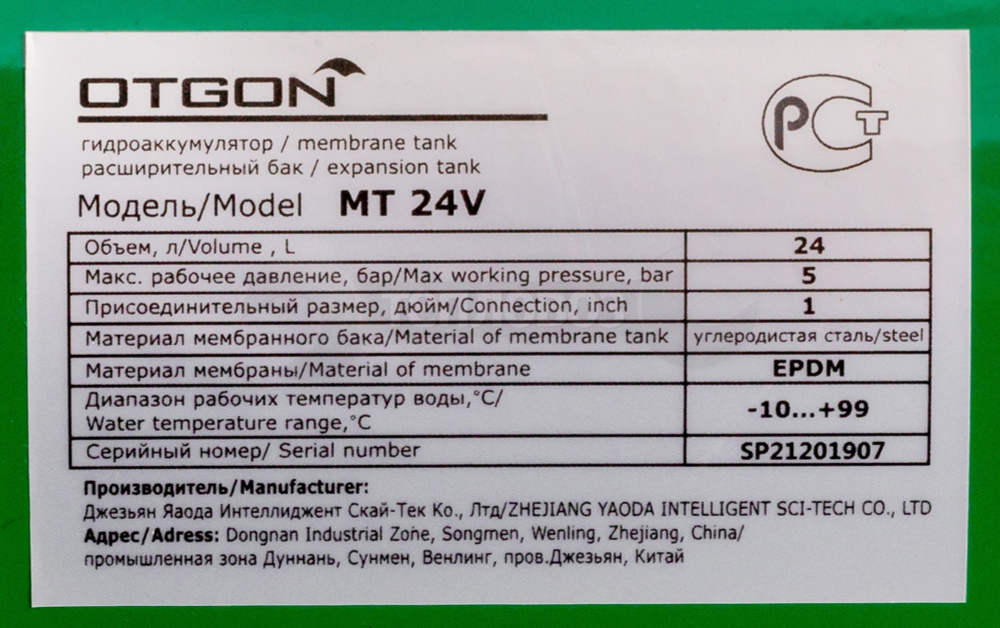 OTGON
гидроаккумулятор / membrane tank
расширительный бак / expansion tank
Модель/Model MT 24V
РСТ
Объем, л/Volume , L 24
Макс. рабочее давление, бар/Max working pressure, bar 5
Присоединительный размер, дюйм/Connection, inch 1
Материал мембранного бака/Material of membrane tank углеродистая сталь/steel
Материал мембраны/Material of membrane EPDM
Диапазон рабочих температур воды,°C/
Water temperature range,°C -10...+99
Серийный номер/ Serial number SP21201907
Производитель/Manufacturer:
Джезьян Яаода Интеллиджент Скай-Тек Ко., Лтд/ZHEJIANG YAODA INTELLIGENT SCI-TECH CO., LTD
Адрес/Adress: Dongnan Industrial Zone, Songmen, Wenling, Zhejiang, China/
промышленная зона Дуннань, Сунмен, Венлинг, пров.Джезьян, Китай